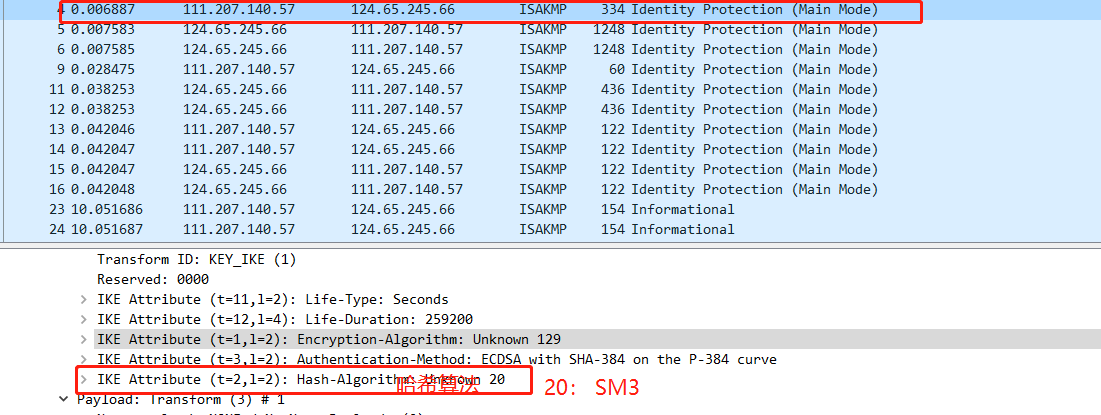 4 0.006887 111.207.140.57 124.65.245.66 ISAKMP 334 Identity Protection (Main Mode)
5 0.007583 124.65.245.66 111.207.140.57 ISAKMP 1248 Identity Protection (Main Mode)
6 0.007585 124.65.245.66 111.207.140.57 ISAKMP 1248 Identity Protection (Main Mode)
9 0.028475 111.207.140.57 124.65.245.66 ISAKMP 60 Identity Protection (Main Mode)
11 0.038253 111.207.140.57 124.65.245.66 ISAKMP 436 Identity Protection (Main Mode)
12 0.038253 111.207.140.57 124.65.245.66 ISAKMP 436 Identity Protection (Main Mode)
13 0.042046 124.65.245.66 111.207.140.57 ISAKMP 122 Identity Protection (Main Mode)
14 0.042047 124.65.245.66 111.207.140.57 ISAKMP 122 Identity Protection (Main Mode)
15 0.042047 124.65.245.66 111.207.140.57 ISAKMP 122 Identity Protection (Main Mode)
16 0.042048 124.65.245.66 111.207.140.57 ISAKMP 122 Identity Protection (Main Mode)
23 10.051686 111.207.140.57 124.65.245.66 ISAKMP 154 Informational
24 10.051687 111.207.140.57 124.65.245.66 ISAKMP 154 Informational
Transform ID: KEY_IKE (1)
Reserved: 0000
IKE Attribute (t=11,l=2): Life-Type: Seconds
IKE Attribute (t=12,l=4): Life-Duration: 259200
IKE Attribute (t=1,l=2): Encryption-Algorithm: Unknown 129
IKE Attribute (t=3,l=2): Authentication-Method: ECDSA with SHA-384 on the P-384 curve
IKE Attribute (t=2,l=2): Hash-Algorithm: Unknown 20
哈希算法 20: SM3
Payload: Transform (3) # 1